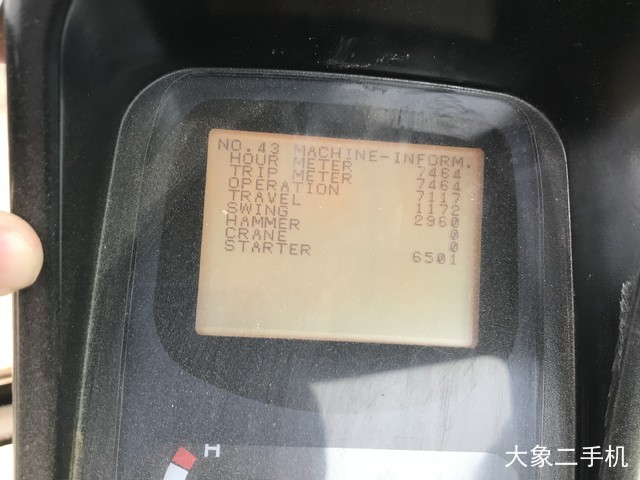 NO.43 MACHINE-INFORM.
HOUR METER 7464
TRIP METER 7464
OPERATION 7117
TRAVEL 1172
SWING 2960
HAMMER 0
CRANE 0
STARTER 6501
H
大象二手机